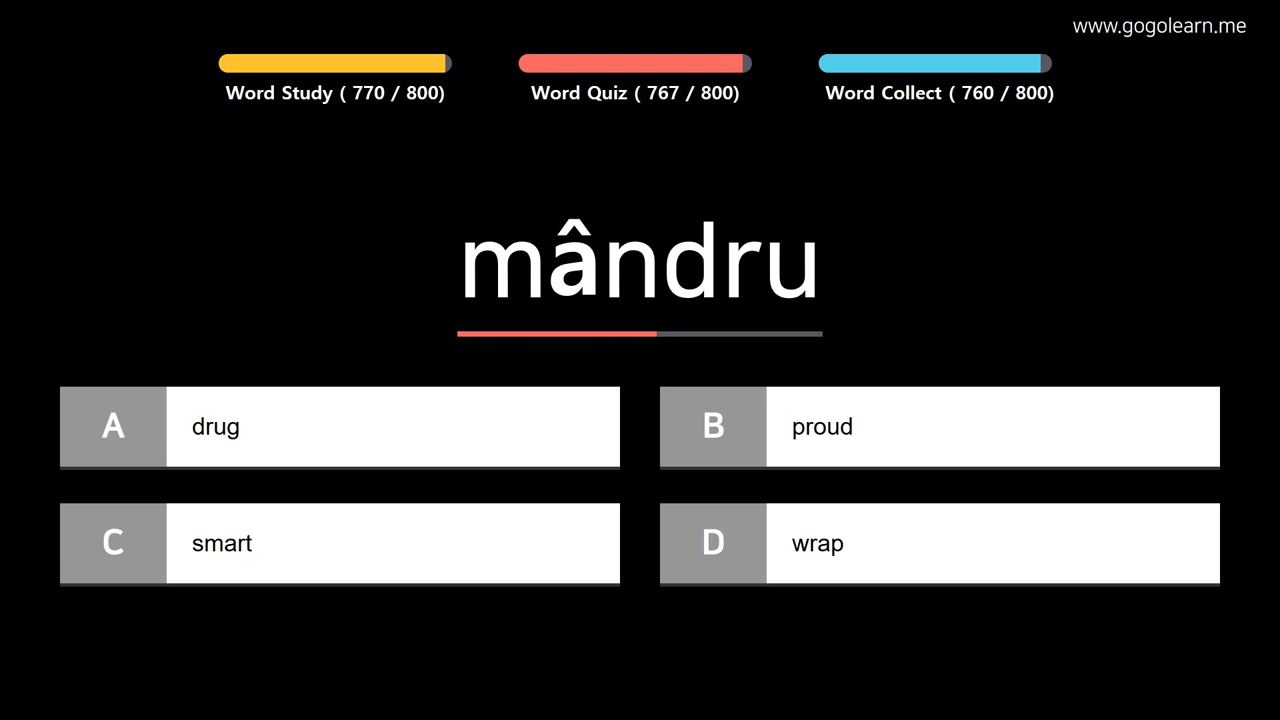 www.gogolearn.me
Word Study ( 770 / 800)
Word Quiz ( 767 / 800)
Word Collect ( 760 / 800)
mândru
A drug
B proud
C smart
D wrap